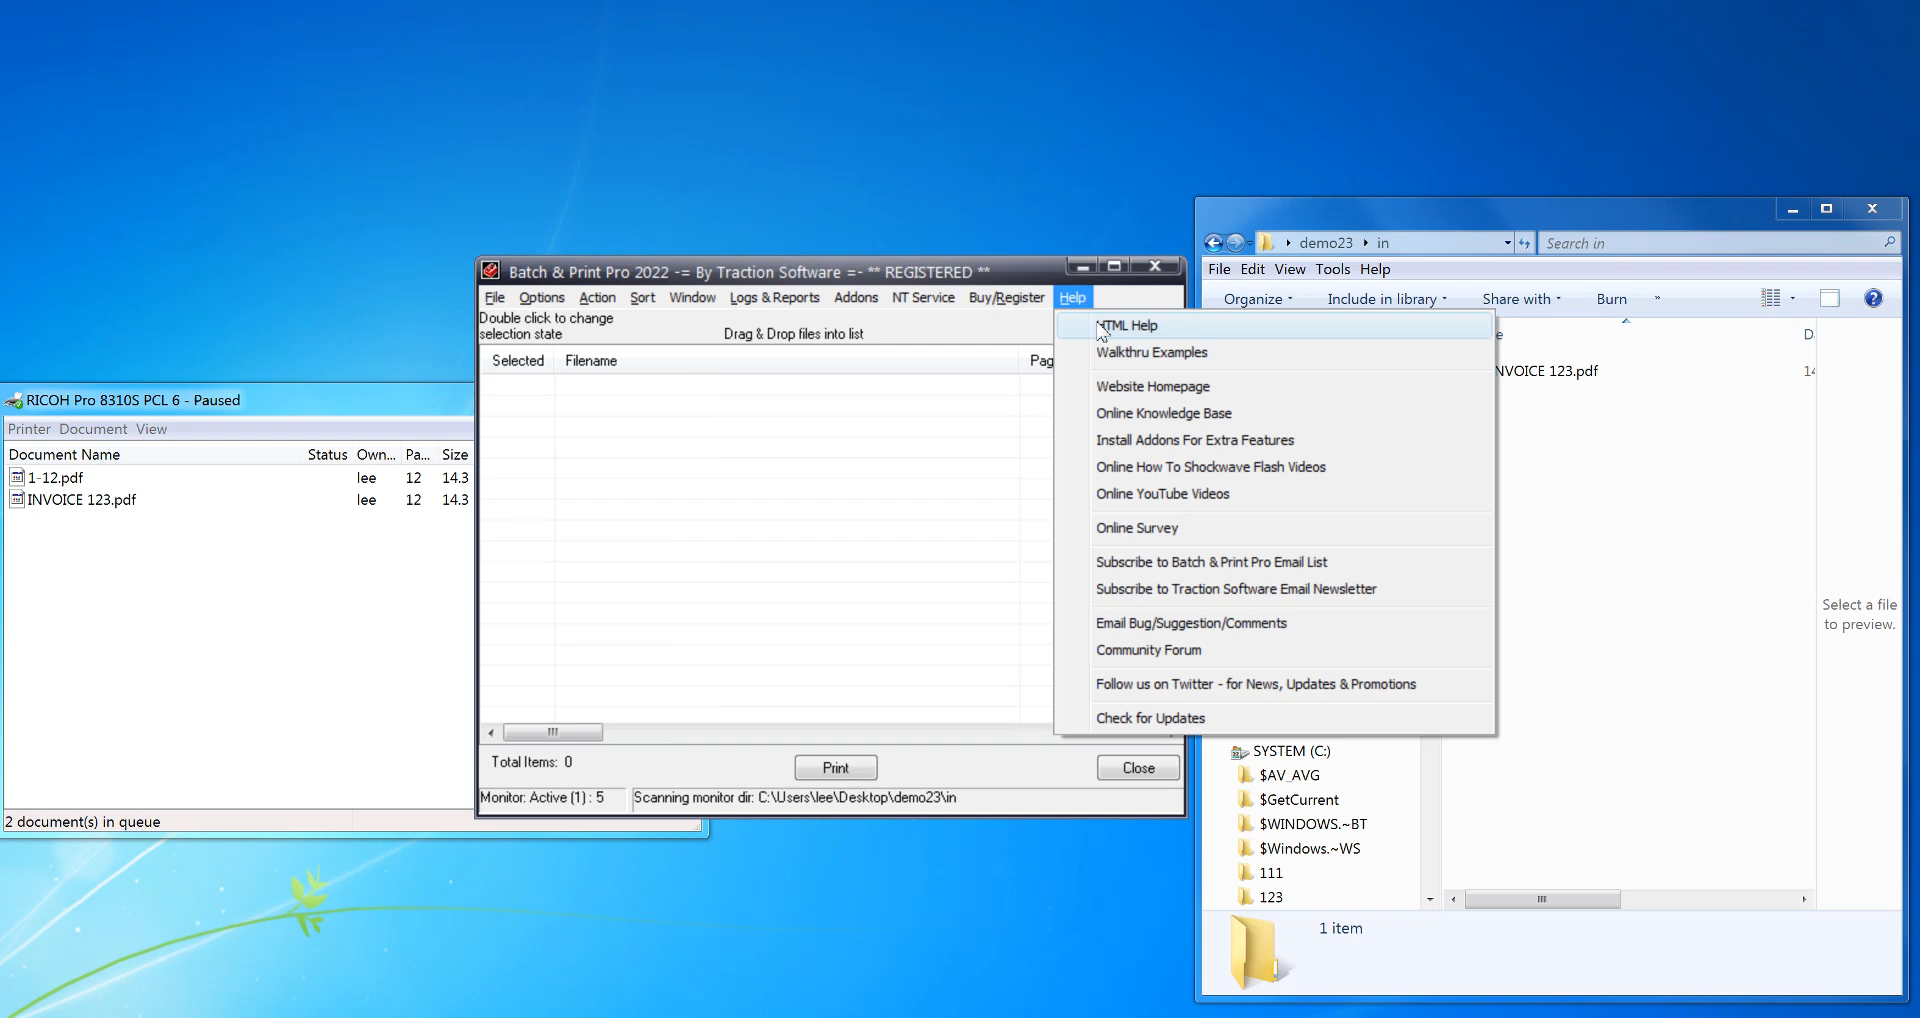 RICOH Pro 8310S PCL 6 - Paused
Printer Document View
Document Name Status Own... Pa... Size
1-12.pdf lee 12 14.3
INVOICE 123.pdf lee 12 14.3
2 document(s) in queue
Batch & Print Pro 2022 -= By Traction Software =- ** REGISTERED **
File Options Action Sort Window Logs & Reports Addons NT Service Buy/Register Help
Double click to change
selection state
Drag & Drop files into list
Selected Filename Pag
Total Items: 0
Print
Close
Monitor: Active (1) : 5
Scanning monitor dir: C:\Users\lee\Desktop\demo23\in
HTML Help
Walkthru Examples
Website Homepage
Online Knowledge Base
Install Addons For Extra Features
Online How To Shockwave Flash Videos
Online YouTube Videos
Online Survey
Subscribe to Batch & Print Pro Email List
Subscribe to Traction Software Email Newsletter
Email Bug/Suggestion/Comments
Community Forum
Follow us on Twitter - for News, Updates & Promotions
Check for Updates
demo23 in
Search in
File Edit View Tools Help
Organize Include in library Share with Burn »
e D
NVOICE 123.pdf 14
Select a file
to preview.
SYSTEM (C:)
$AV_AVG
$GetCurrent
$WINDOWS.~BT
$Windows.~WS
111
123
1 item